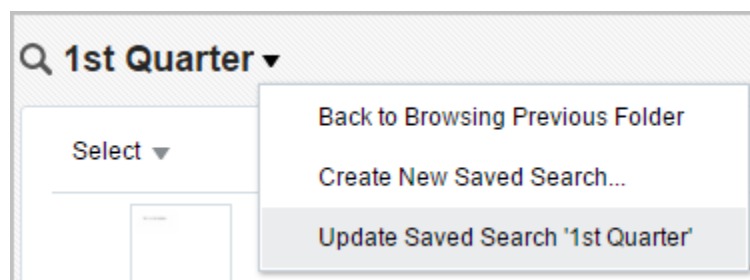 1st Quarter
Back to Browsing Previous Folder
Select
Create New Saved Search...
Update Saved Search '1st Quarter'